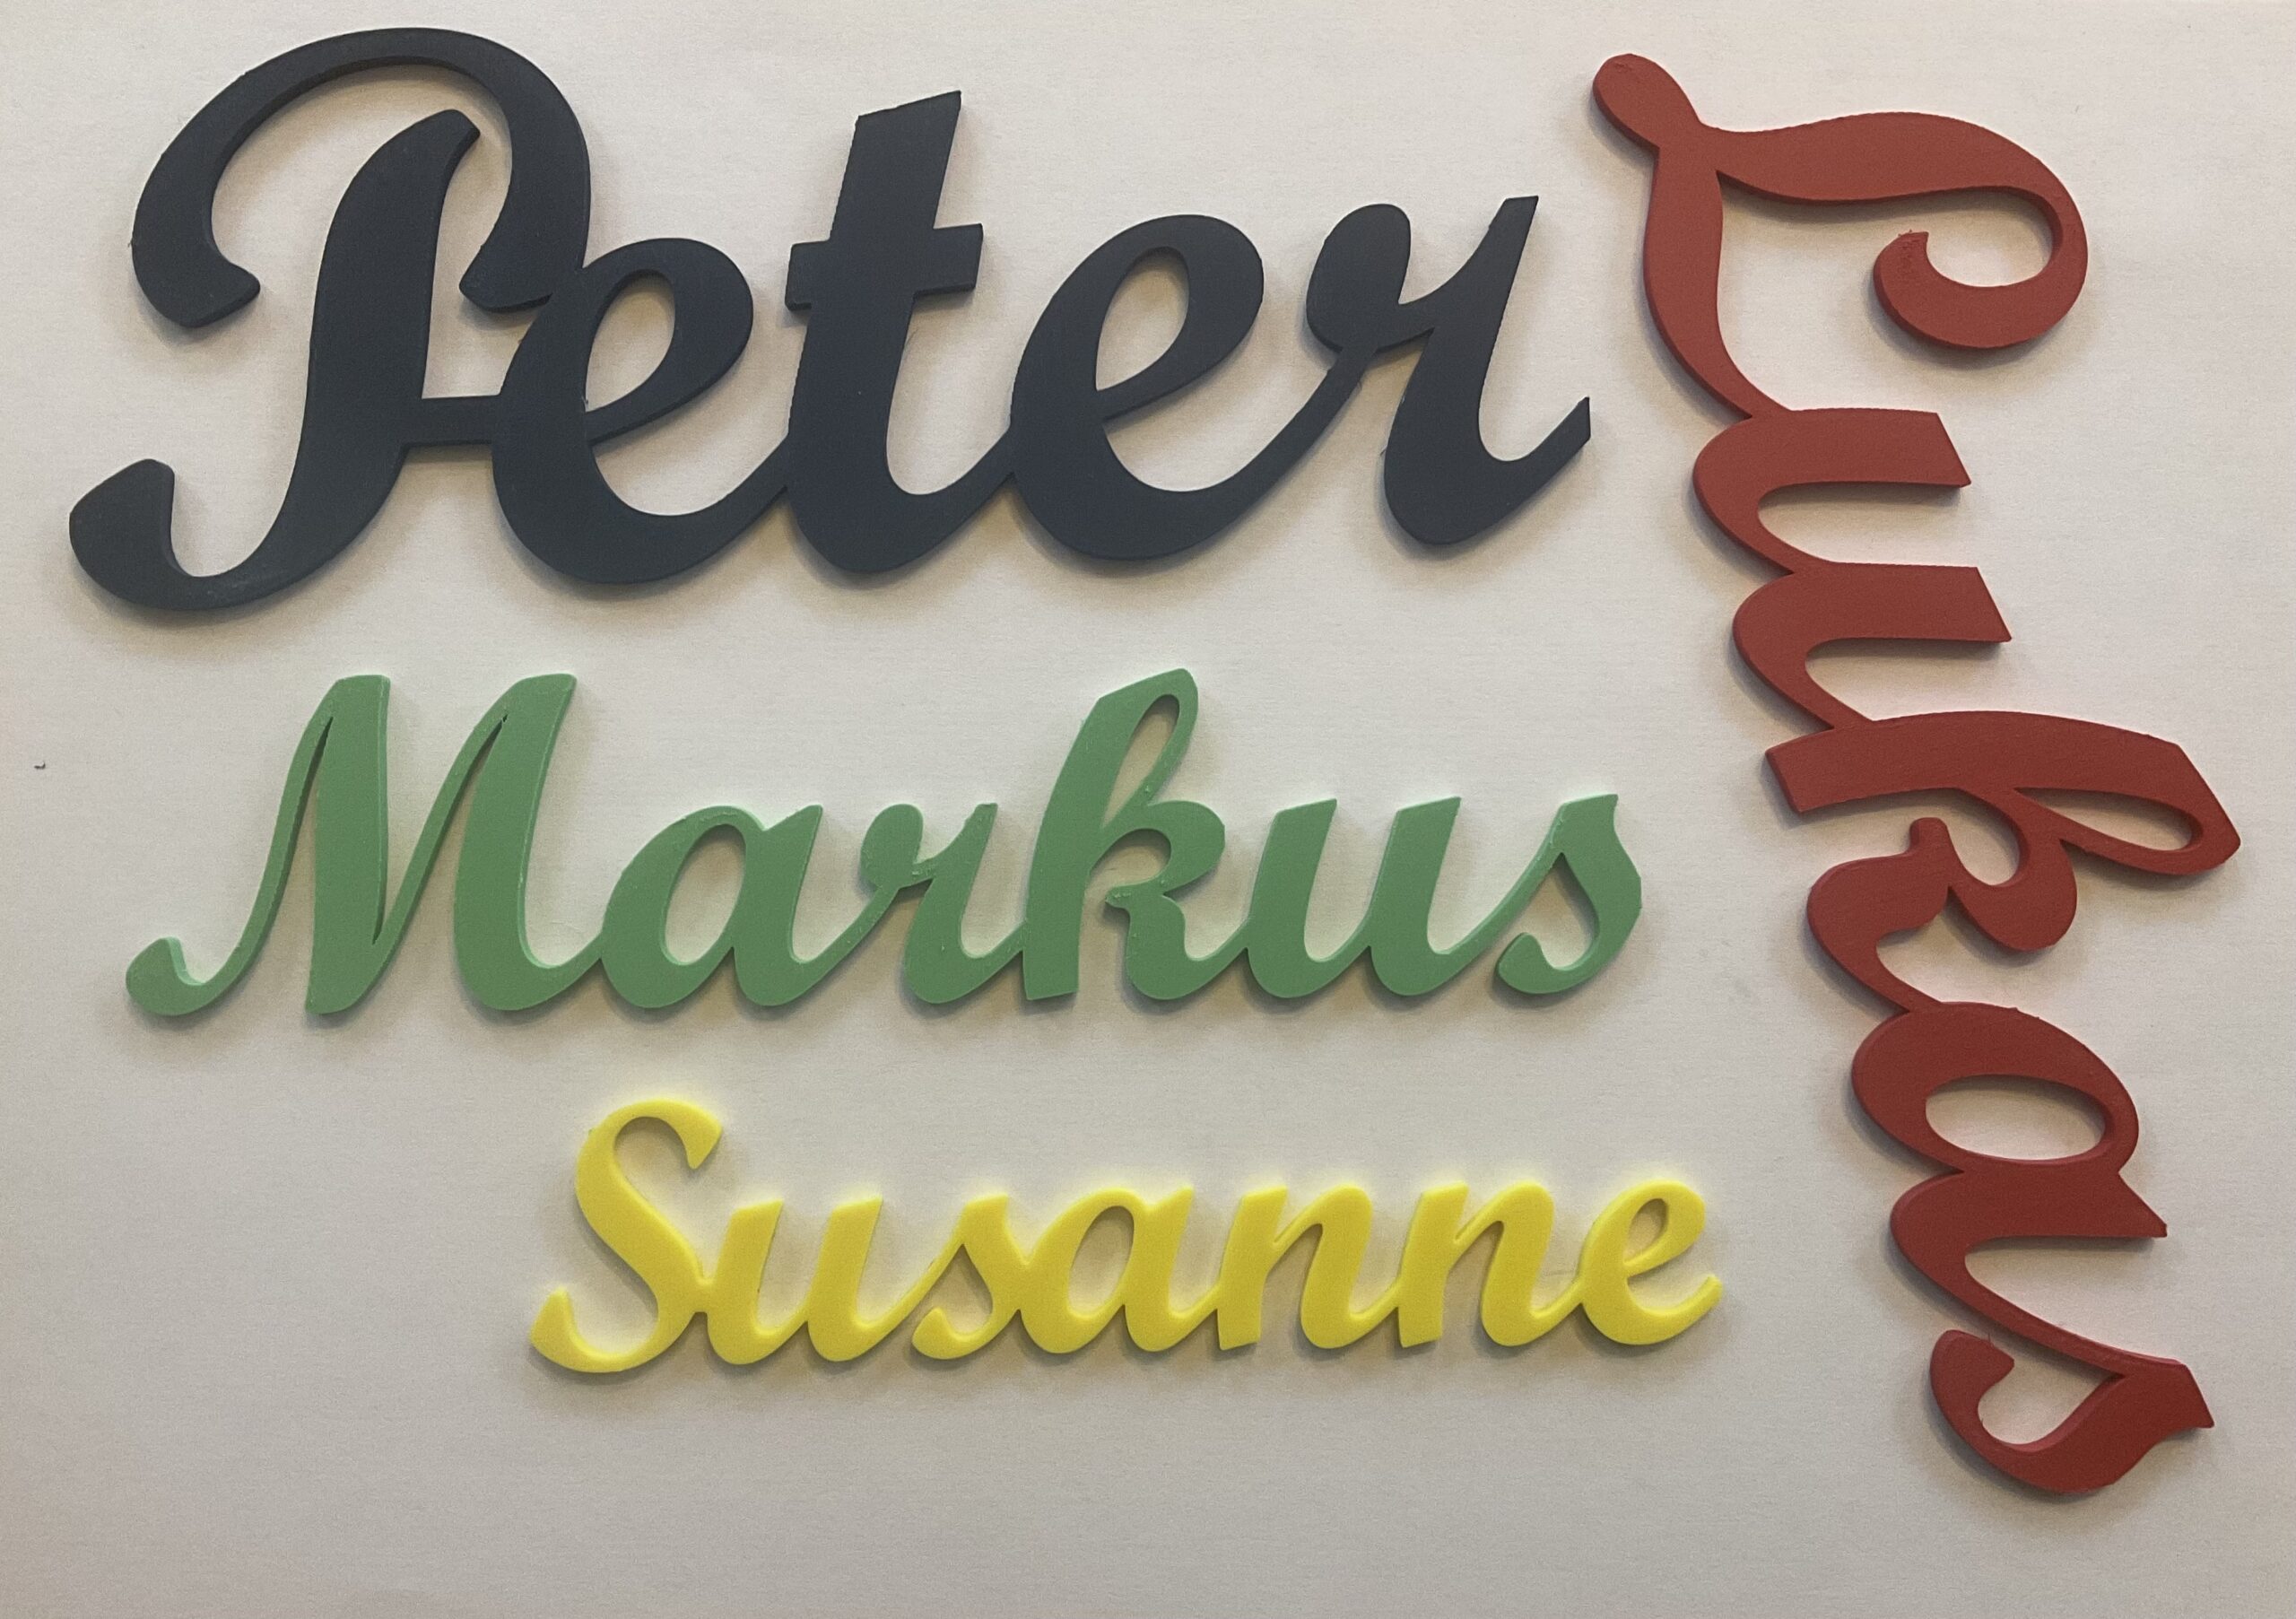 Peter
Markus
Susanne
Lukas